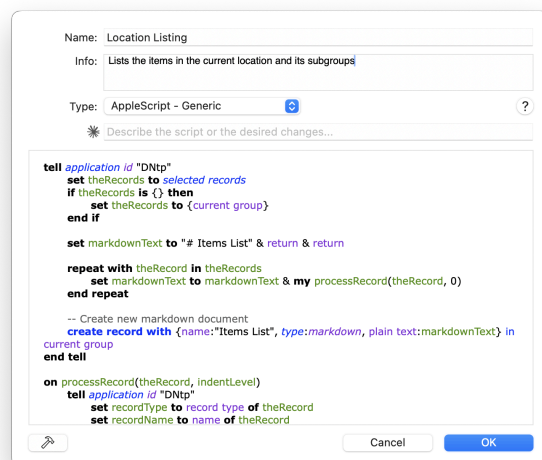 Name: Location Listing
Info: Lists the items in the current location and its subgroups
Type: AppleScript - Generic ?
Describe the script or the desired changes...
tell application id "DNtp"
set theRecords to selected records
if theRecords is {} then
set theRecords to {current group}
end if
set markdownText to "# Items List" & return & return
repeat with theRecord in theRecords
set markdownText to markdownText & my processRecord(theRecord, 0)
end repeat
-- Create new markdown document
create record with {name:"Items List", type:markdown, plain text:markdownText} in
current group
end tell
on processRecord(theRecord, indentLevel)
tell application id "DNtp"
set recordType to record type of theRecord
set recordName to name of theRecord
Cancel OK